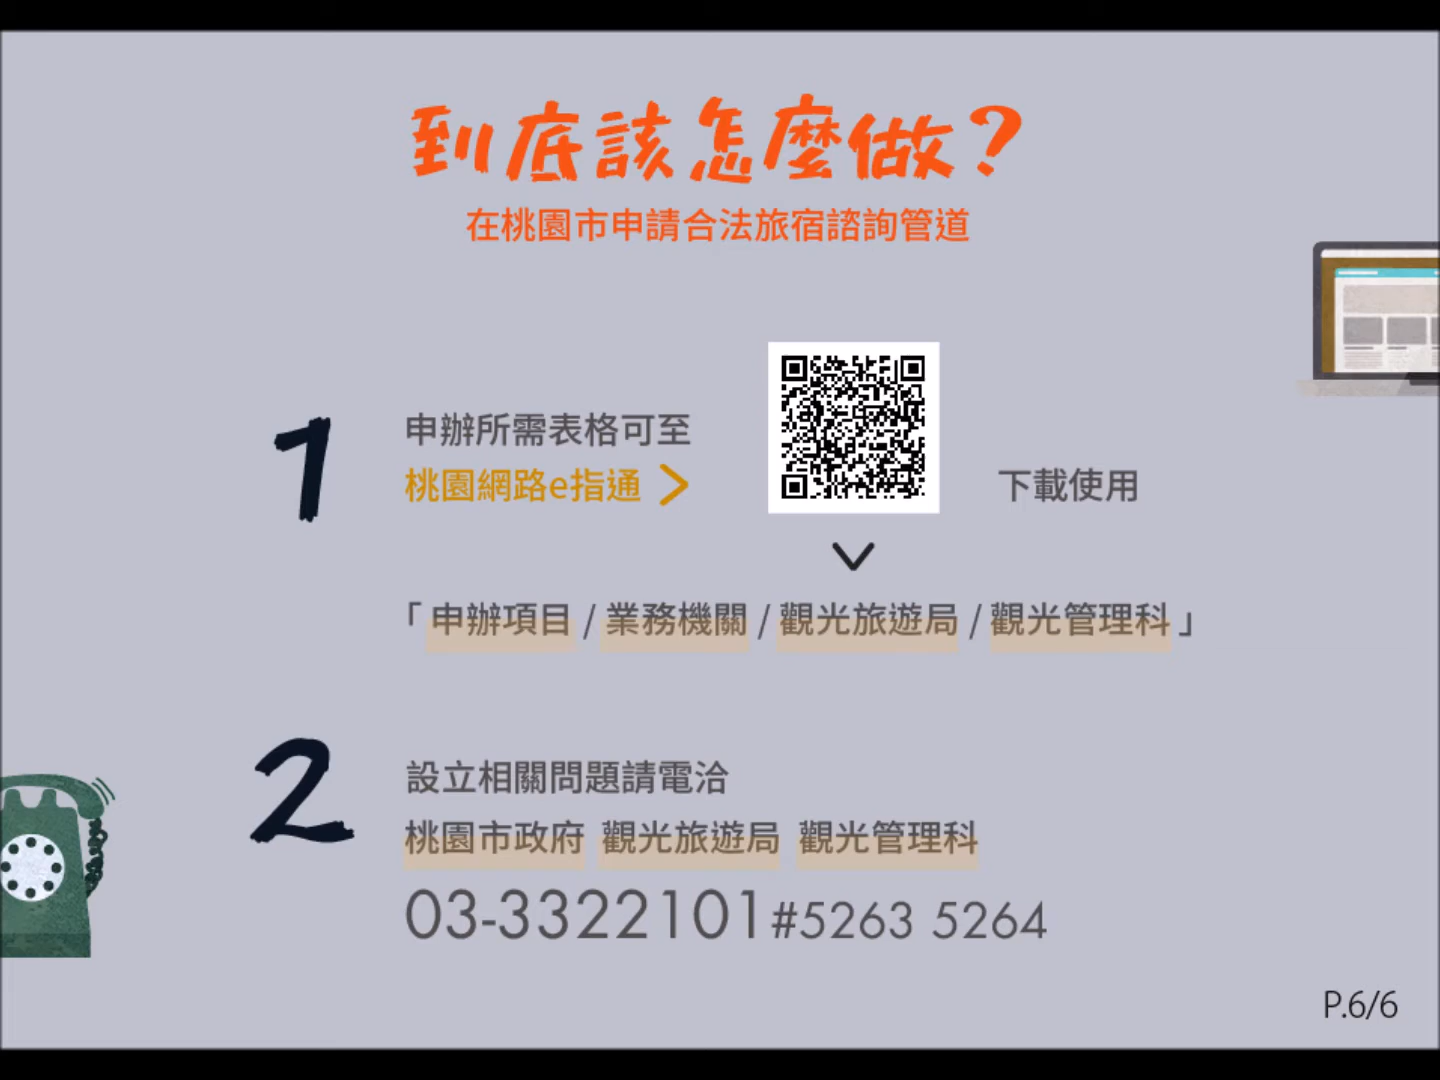 到底該怎麼做?
在桃園市申請合法旅宿諮詢管道
1
申辦所需表格可至
桃園網路e指通 >
下載使用
「申辦項目 / 業務機關 / 觀光旅遊局 / 觀光管理科」
2
設立相關問題請電洽
桃園市政府 觀光旅遊局 觀光管理科
03-3322101#5263 5264
P.6/6